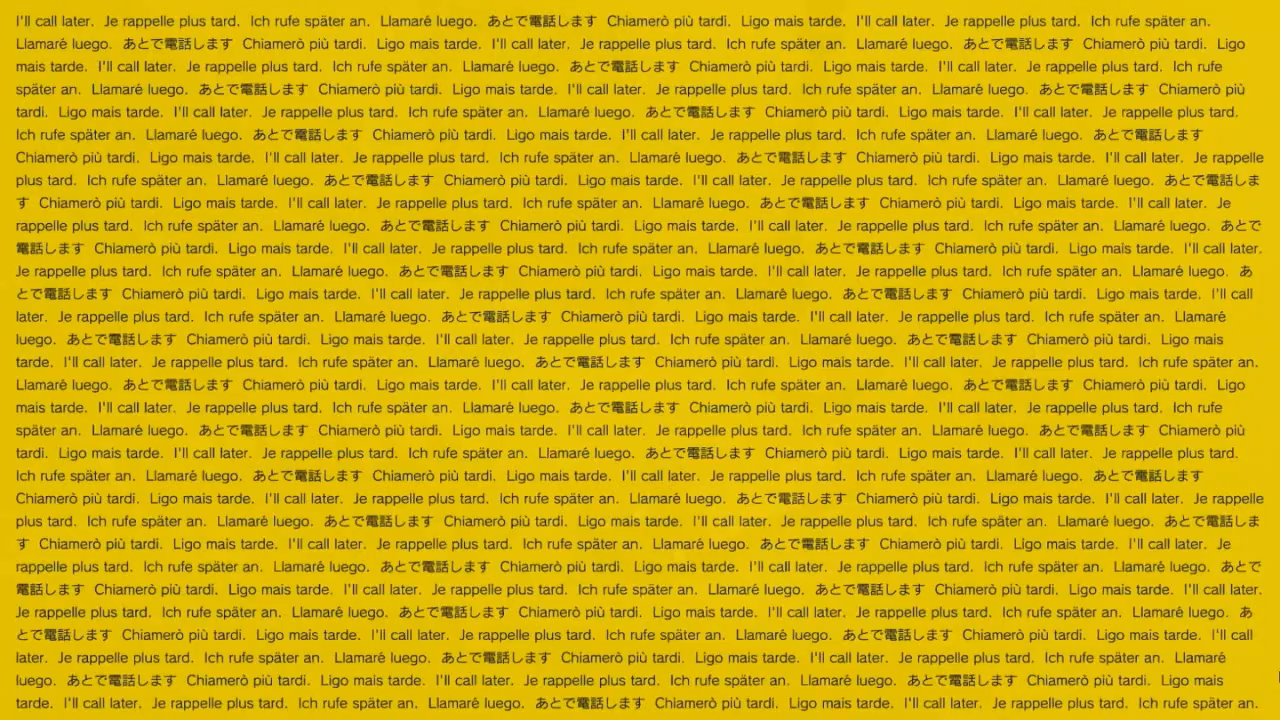 I'll call later. Je rappelle plus tard. Ich rufe später an. Llamaré luego. あとで電話します Chiamerò più tardi. Ligo mais tarde. I'll call later. Je rappelle plus tard. Ich rufe später an.
Llamaré luego. あとで電話します Chiamerò più tardi. Ligo mais tarde. I'll call later. Je rappelle plus tard. Ich rufe später an. Llamaré luego. あとで電話します Chiamerò più tardi. Ligo
mais tarde. I'll call later. Je rappelle plus tard. Ich rufe später an. Llamaré luego. あとで電話します Chiamerò più tardi. Ligo mais tarde. I'll call later. Je rappelle plus tard. Ich rufe
später an. Llamaré luego. あとで電話します Chiamerò più tardi. Ligo mais tarde. I'll call later. Je rappelle plus tard. Ich rufe später an. Llamaré luego. あとで電話します Chiamerò più
tardi. Ligo mais tarde. I'll call later. Je rappelle plus tard. Ich rufe später an. Llamaré luego. あとで電話します Chiamerò più tardi. Ligo mais tarde. I'll call later. Je rappelle plus tard.
Ich rufe später an. Llamaré luego. あとで電話します Chiamerò più tardi. Ligo mais tarde. I'll call later. Je rappelle plus tard. Ich rufe später an. Llamaré luego. あとで電話します
Chiamerò più tardi. Ligo mais tarde. I'll call later. Je rappelle plus tard. Ich rufe später an. Llamaré luego. あとで電話します Chiamerò più tardi. Ligo mais tarde. I'll call later. Je rappelle
plus tard. Ich rufe später an. Llamaré luego. あとで電話します Chiamerò più tardi. Ligo mais tarde. I'll call later. Je rappelle plus tard. Ich rufe später an. Llamaré luego. あとで電話しま
す Chiamerò più tardi. Ligo mais tarde. I'll call later. Je rappelle plus tard. Ich rufe später an. Llamaré luego. あとで電話します Chiamerò più tardi. Ligo mais tarde. I'll call later. Je
rappelle plus tard. Ich rufe später an. Llamaré luego. あとで電話します Chiamerò più tardi. Ligo mais tarde. I'll call later. Je rappelle plus tard. Ich rufe später an. Llamaré luego. あとで
電話します Chiamerò più tardi. Ligo mais tarde. I'll call later. Je rappelle plus tard. Ich rufe später an. Llamaré luego. あとで電話します Chiamerò più tardi. Ligo mais tarde. I'll call later.
Je rappelle plus tard. Ich rufe später an. Llamaré luego. あとで電話します Chiamerò più tardi. Ligo mais tarde. I'll call later. Je rappelle plus tard. Ich rufe später an. Llamaré luego. あ
とで電話します Chiamerò più tardi. Ligo mais tarde. I'll call later. Je rappelle plus tard. Ich rufe später an. Llamaré luego. あとで電話します Chiamerò più tardi. Ligo mais tarde. I'll call
later. Je rappelle plus tard. Ich rufe später an. Llamaré luego. あとで電話します Chiamerò più tardi. Ligo mais tarde. I'll call later. Je rappelle plus tard. Ich rufe später an. Llamaré
luego. あとで電話します Chiamerò più tardi. Ligo mais tarde. I'll call later. Je rappelle plus tard. Ich rufe später an. Llamaré luego. あとで電話します Chiamerò più tardi. Ligo mais
tarde. I'll call later. Je rappelle plus tard. Ich rufe später an. Llamaré luego. あとで電話します Chiamerò più tardi. Ligo mais tarde. I'll call later. Je rappelle plus tard. Ich rufe später an.
Llamaré luego. あとで電話します Chiamerò più tardi. Ligo mais tarde. I'll call later. Je rappelle plus tard. Ich rufe später an. Llamaré luego. あとで電話します Chiamerò più tardi. Ligo
mais tarde. I'll call later. Je rappelle plus tard. Ich rufe später an. Llamaré luego. あとで電話します Chiamerò più tardi. Ligo mais tarde. I'll call later. Je rappelle plus tard. Ich rufe
später an. Llamaré luego. あとで電話します Chiamerò più tardi. Ligo mais tarde. I'll call later. Je rappelle plus tard. Ich rufe später an. Llamaré luego. あとで電話します Chiamerò più
tardi. Ligo mais tarde. I'll call later. Je rappelle plus tard. Ich rufe später an. Llamaré luego. あとで電話します Chiamerò più tardi. Ligo mais tarde. I'll call later. Je rappelle plus tard.
Ich rufe später an. Llamaré luego. あとで電話します Chiamerò più tardi. Ligo mais tarde. I'll call later. Je rappelle plus tard. Ich rufe später an. Llamaré luego. あとで電話します
Chiamerò più tardi. Ligo mais tarde. I'll call later. Je rappelle plus tard. Ich rufe später an. Llamaré luego. あとで電話します Chiamerò più tardi. Ligo mais tarde. I'll call later. Je rappelle
plus tard. Ich rufe später an. Llamaré luego. あとで電話します Chiamerò più tardi. Ligo mais tarde. I'll call later. Je rappelle plus tard. Ich rufe später an. Llamaré luego. あとで電話しま
す Chiamerò più tardi. Ligo mais tarde. I'll call later. Je rappelle plus tard. Ich rufe später an. Llamaré luego. あとで電話します Chiamerò più tardi. Ligo mais tarde. I'll call later. Je
rappelle plus tard. Ich rufe später an. Llamaré luego. あとで電話します Chiamerò più tardi. Ligo mais tarde. I'll call later. Je rappelle plus tard. Ich rufe später an. Llamaré luego. あとで
電話します Chiamerò più tardi. Ligo mais tarde. I'll call later. Je rappelle plus tard. Ich rufe später an. Llamaré luego. あとで電話します Chiamerò più tardi. Ligo mais tarde. I'll call later.
Je rappelle plus tard. Ich rufe später an. Llamaré luego. あとで電話します Chiamerò più tardi. Ligo mais tarde. I'll call later. Je rappelle plus tard. Ich rufe später an. Llamaré luego. あ
とで電話します Chiamerò più tardi. Ligo mais tarde. I'll call later. Je rappelle plus tard. Ich rufe später an. Llamaré luego. あとで電話します Chiamerò più tardi. Ligo mais tarde. I'll call
later. Je rappelle plus tard. Ich rufe später an. Llamaré luego. あとで電話します Chiamerò più tardi. Ligo mais tarde. I'll call later. Je rappelle plus tard. Ich rufe später an. Llamaré
luego. あとで電話します Chiamerò più tardi. Ligo mais tarde. I'll call later. Je rappelle plus tard. Ich rufe später an. Llamaré luego. あとで電話します Chiamerò più tardi. Ligo mais
tarde. I'll call later. Je rappelle plus tard. Ich rufe später an. Llamaré luego. あとで電話します Chiamerò più tardi. Ligo mais tarde. I'll call later. Je rappelle plus tard. Ich rufe später an.